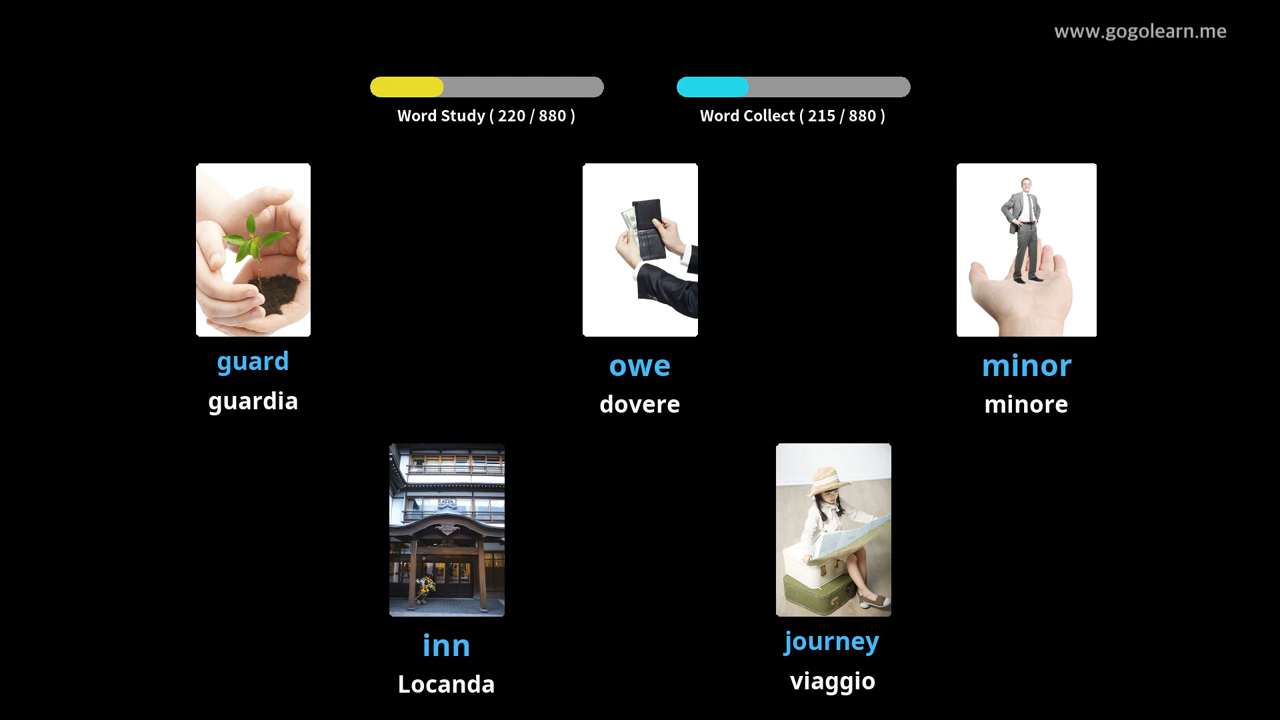 www.gogolearn.me
Word Study ( 220 / 880 )
Word Collect ( 215 / 880 )
guard
guardia
owe
dovere
minor
minore
inn
Locanda
journey
viaggio